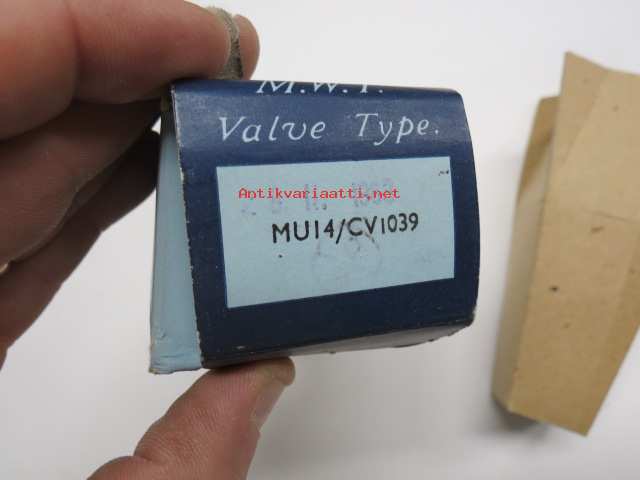 M.W.T.
Valve Type.
Antikvariaatti.net
MU14/CV1039